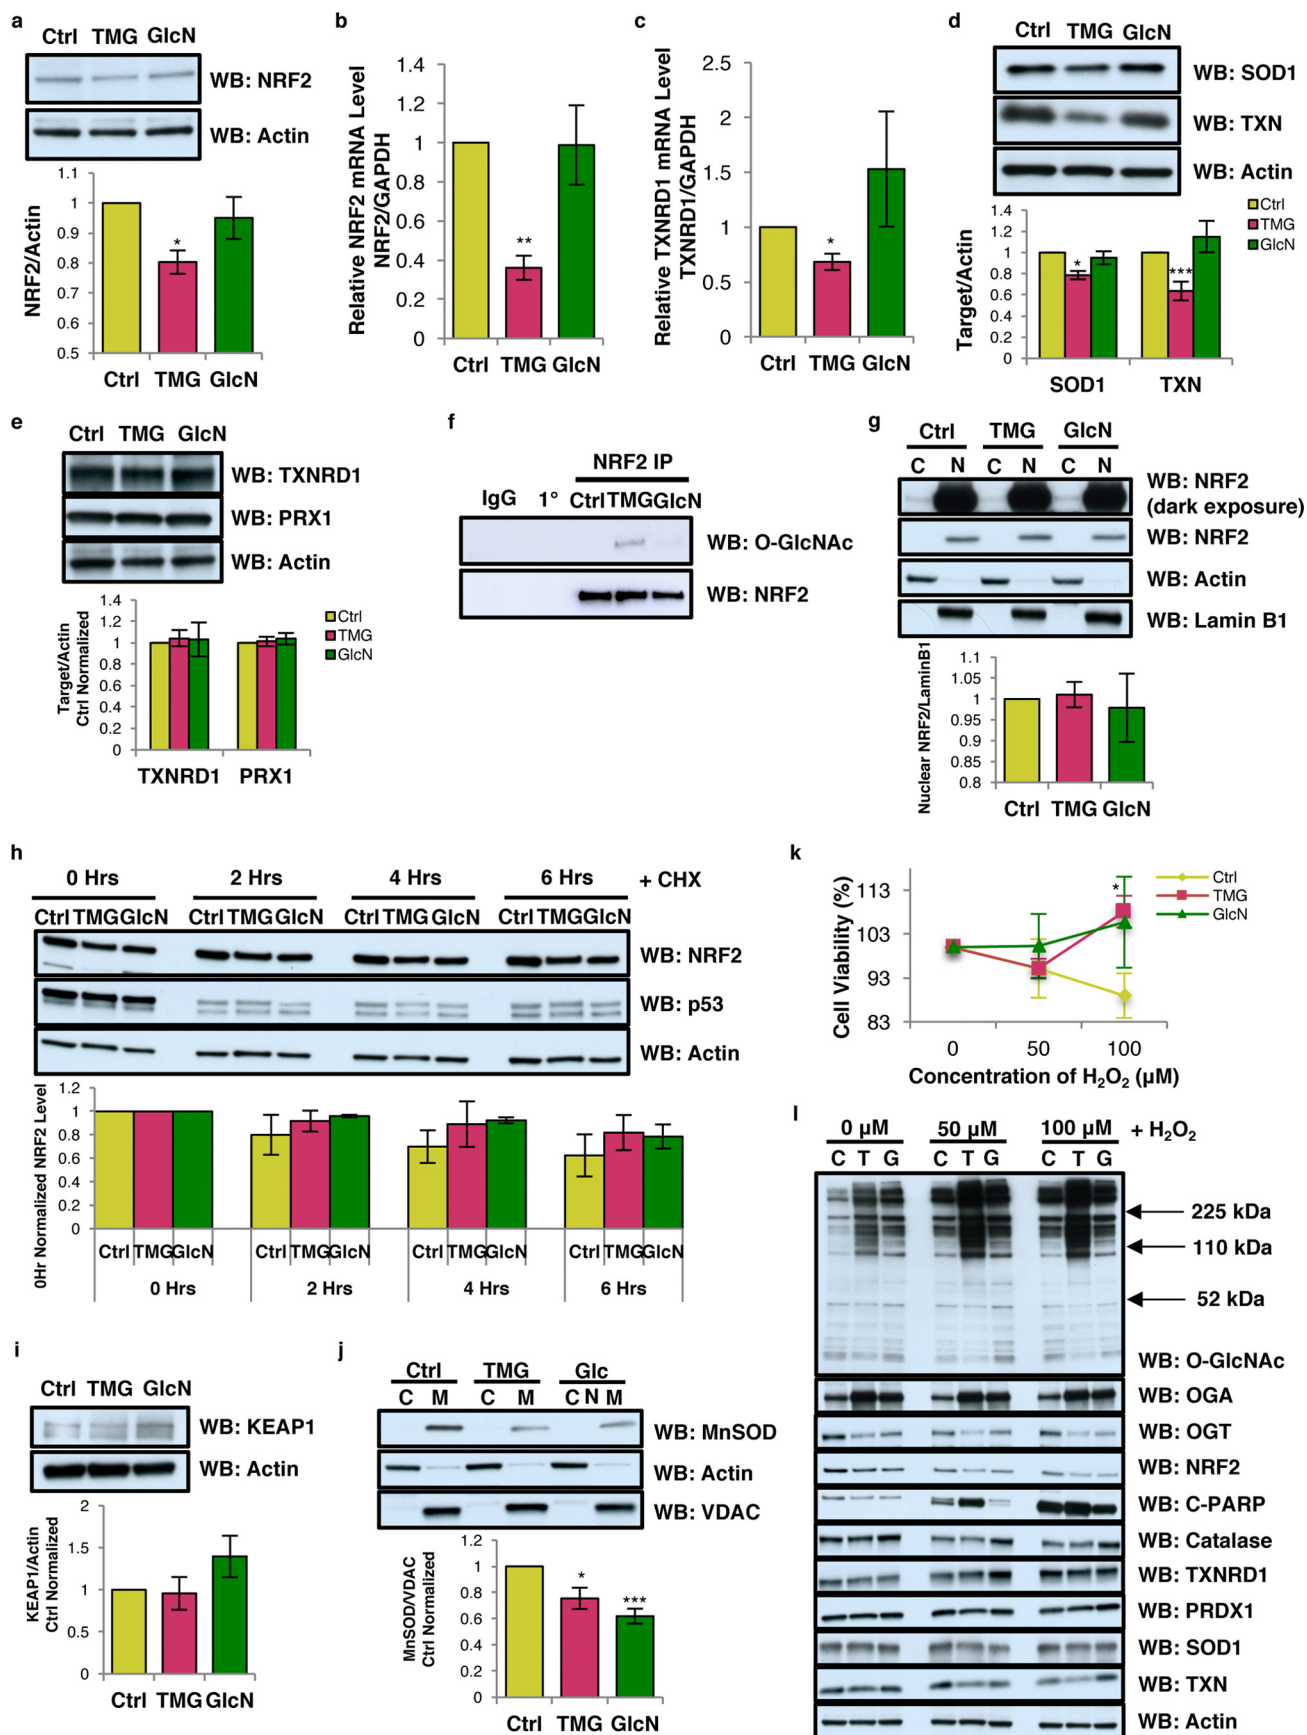 a
Ctrl TMG GlcN
WB: NRF2
WB: Actin
NRF2/Actin
1.1
1
0.9
0.8
0.7
0.6
0.5
*
Ctrl TMG GlcN
b
Relative NRF2 mRNA Level
NRF2/GAPDH
1.4
1.2
1
0.8
0.6
0.4
0.2
0
**
Ctrl TMG GlcN
c
Relative TXNRD1 mRNA Level
TXNRD1/GAPDH
2.5
2
1.5
1
0.5
0
*
Ctrl TMG GlcN
d
Ctrl TMG GlcN
WB: SOD1
WB: TXN
WB: Actin
Ctrl
TMG
GlcN
Target/Actin
1.4
1.2
1
0.8
0.6
0.4
0.2
0
* ***
SOD1 TXN
e
Ctrl TMG GlcN
WB: TXNRD1
WB: PRX1
WB: Actin
Target/Actin
Ctrl Normalized
1.4
1.2
1
0.8
0.6
0.4
0.2
0
Ctrl
TMG
GlcN
TXNRD1 PRX1
f
NRF2 IP
IgG 1° Ctrl TMG GlcN
WB: O-GlcNAc
WB: NRF2
g
Ctrl TMG GlcN
C N C N C N
WB: NRF2
(dark exposure)
WB: NRF2
WB: Actin
WB: Lamin B1
Nuclear NRF2/LaminB1
1.1
1.05
1
0.95
0.9
0.85
0.8
Ctrl TMG GlcN
h
0 Hrs 2 Hrs 4 Hrs 6 Hrs + CHX
Ctrl TMG GlcN Ctrl TMG GlcN Ctrl TMG GlcN Ctrl TMG GlcN
WB: NRF2
WB: p53
WB: Actin
0Hr Normalized NRF2 Level
1.2
1
0.8
0.6
0.4
0.2
0
Ctrl TMG GlcN Ctrl TMG GlcN Ctrl TMG GlcN Ctrl TMG GlcN
0 Hrs 2 Hrs 4 Hrs 6 Hrs
i
Ctrl TMG GlcN
WB: KEAP1
WB: Actin
KEAP1/Actin
Ctrl Normalized
2
1.5
1
0.5
0
Ctrl TMG GlcN
j
Ctrl TMG Glc
C M C M C N M
WB: MnSOD
WB: Actin
WB: VDAC
MnSOD/VDAC
Ctrl Normalized
1.2
1
0.8
0.6
0.4
0.2
0
* ***
Ctrl TMG GlcN
k
Cell Viability (%)
113
103
93
83
*
Ctrl
TMG
GlcN
0 50 100
Concentration of H₂O₂ (µM)
l
0 µM 50 µM 100 µM + H₂O₂
C T G C T G C T G
225 kDa
110 kDa
52 kDa
WB: O-GlcNAc
WB: OGA
WB: OGT
WB: NRF2
WB: C-PARP
WB: Catalase
WB: TXNRD1
WB: PRDX1
WB: SOD1
WB: TXN
WB: Actin